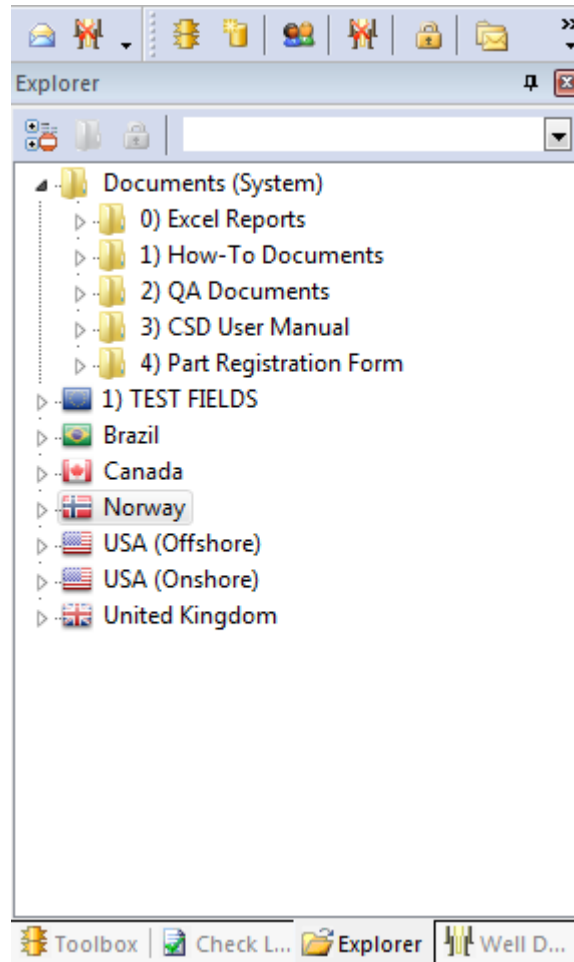 Explorer
Documents (System)
0) Excel Reports
1) How-To Documents
2) QA Documents
3) CSD User Manual
4) Part Registration Form
1) TEST FIELDS
Brazil
Canada
Norway
USA (Offshore)
USA (Onshore)
United Kingdom
Toolbox Check L... Explorer Well D...